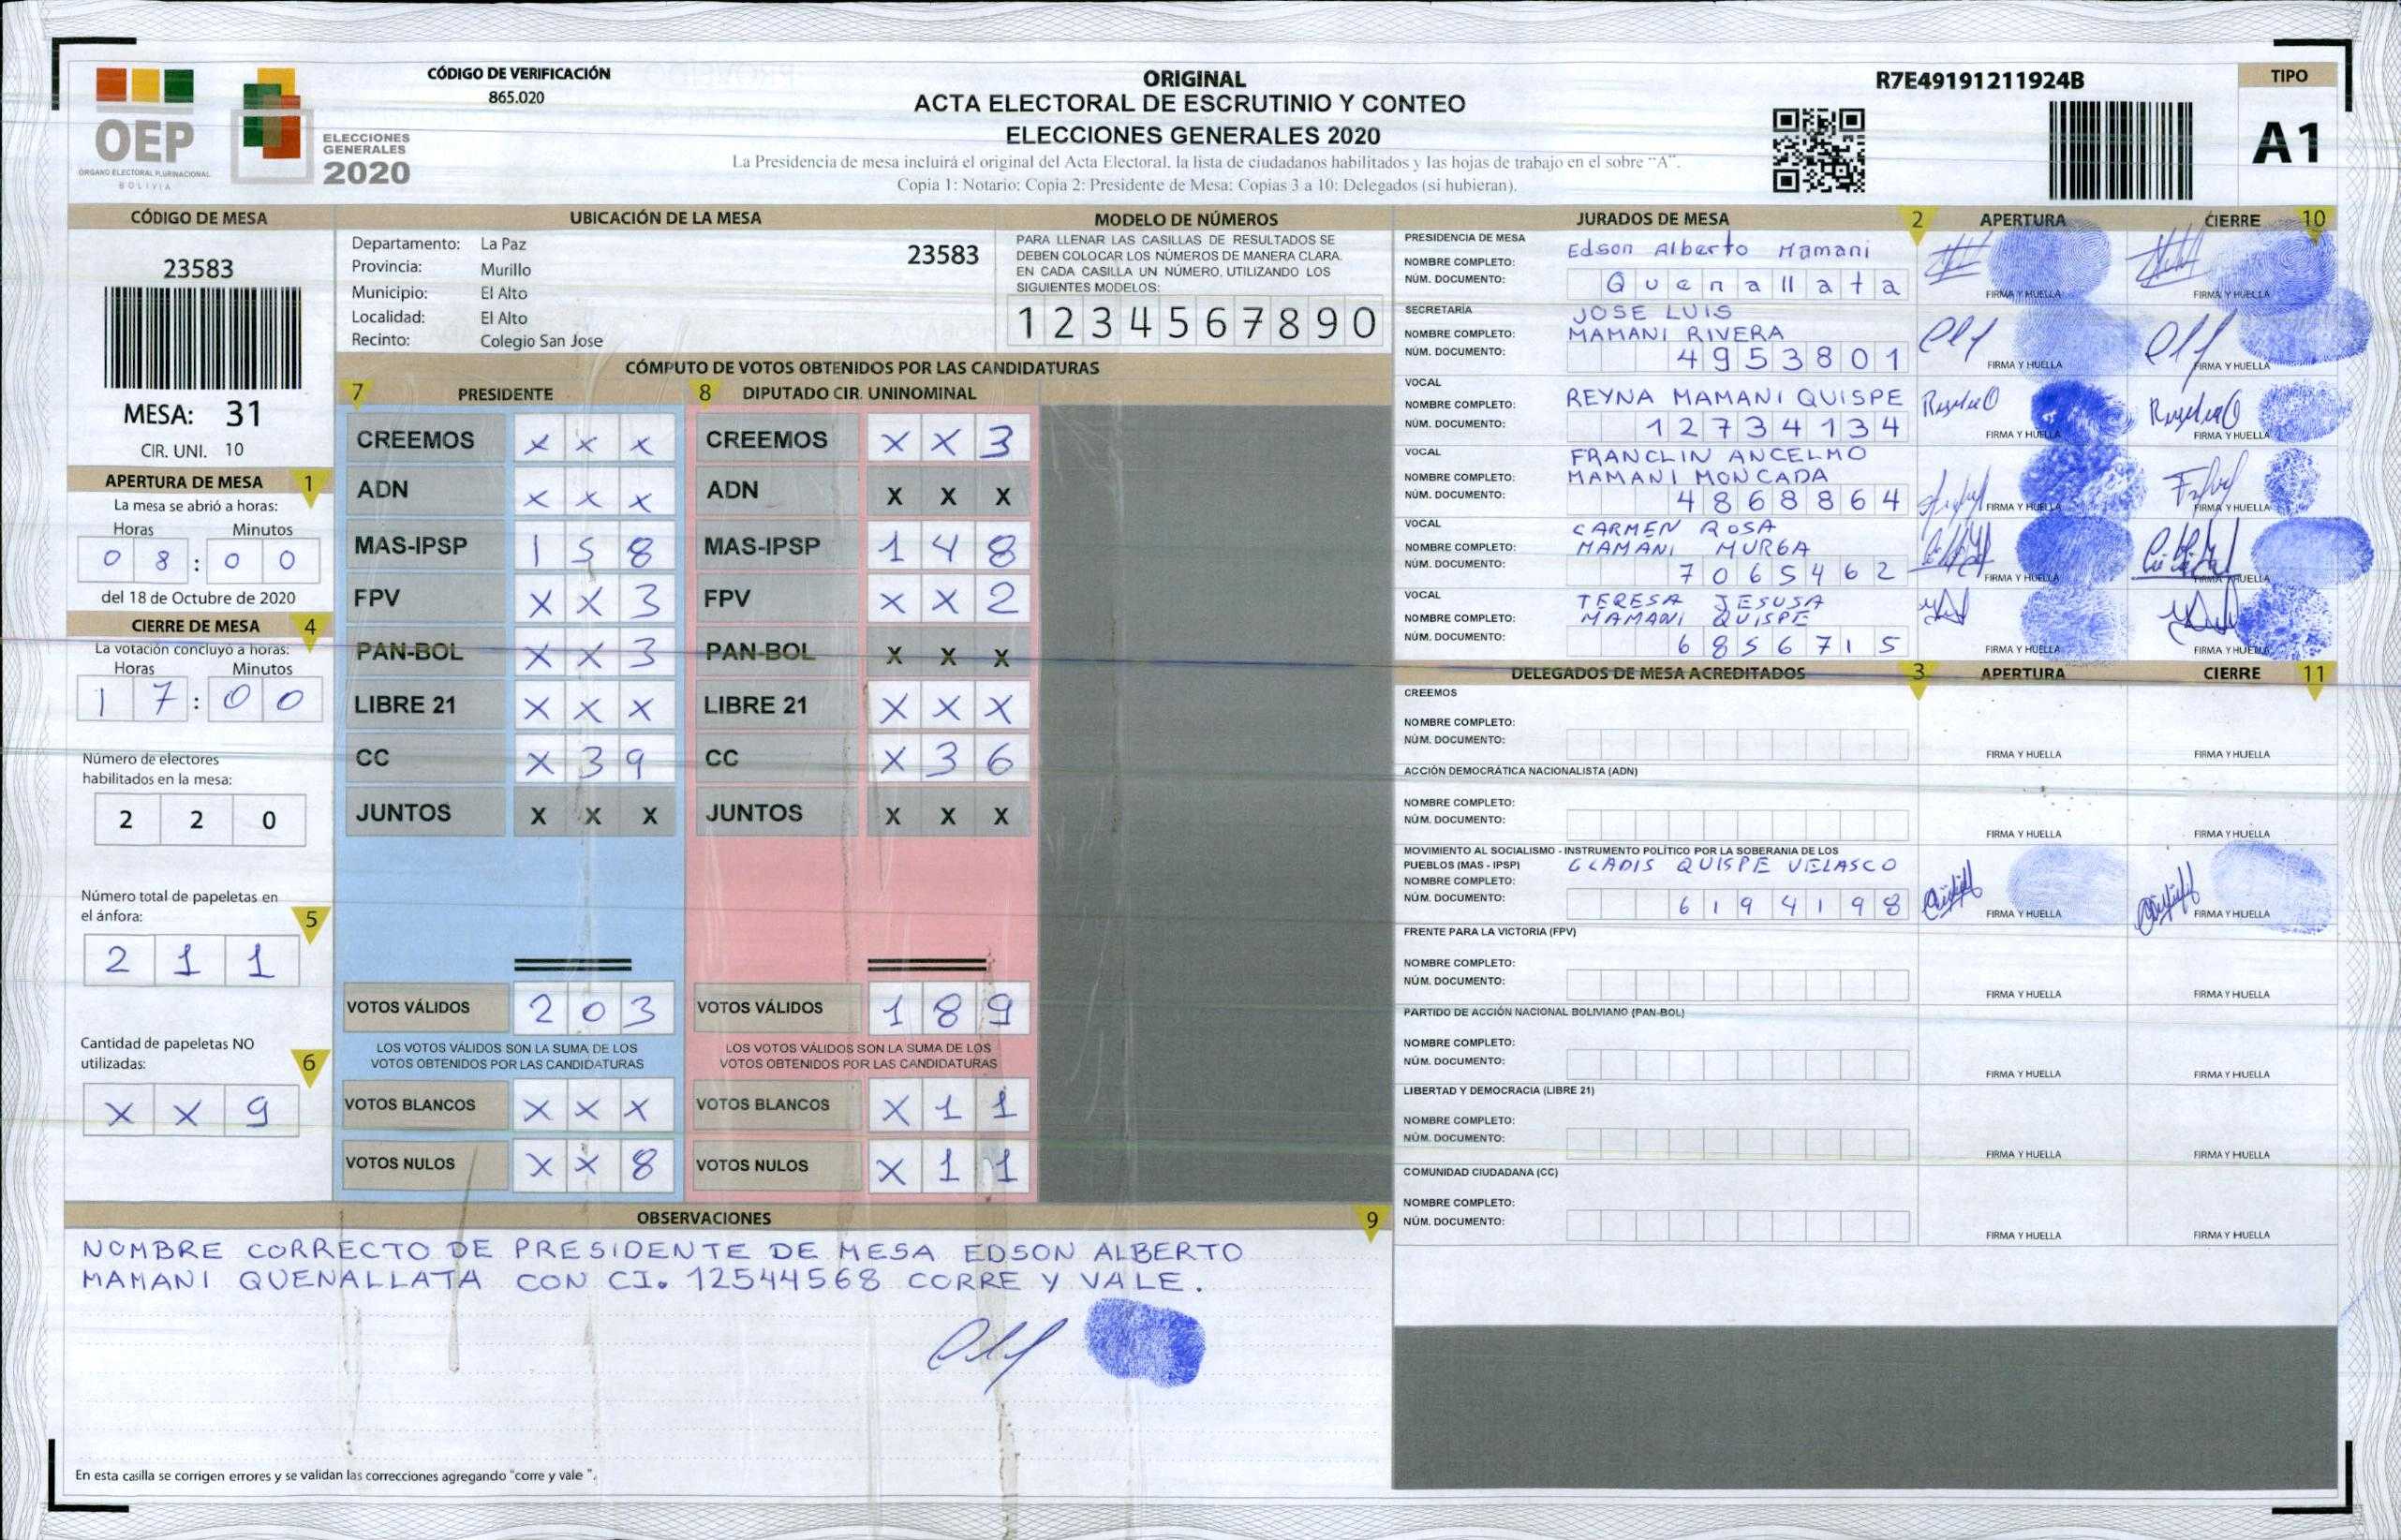 CÓDIGO DE VERIFICACIÓN
865.020
ORIGINAL
ACTA ELECTORAL DE ESCRUTINIO Y CONTEO
ELECCIONES GENERALES 2020
La Presidencia de mesa incluirá el original del Acta Electoral, la lista de ciudadanos habilitados y las hojas de trabajo en el sobre "A".
Copia 1: Notario; Copia 2: Presidente de Mesa; Copias 3 a 10: Delegados (si hubieran).
R7E49191211924B
TIPO
A1
OEP
ÓRGANO ELECTORAL PLURINACIONAL
BOLIVIA
ELECCIONES
GENERALES
2020
CÓDIGO DE MESA
23583
MESA: 31
CIR. UNI. 10
APERTURA DE MESA 1
La mesa se abrió a horas:
Horas Minutos
0 8 : 0 0
del 18 de Octubre de 2020
CIERRE DE MESA 4
La votación concluyó a horas:
Horas Minutos
1 7 : 0 0
Número de electores
habilitados en la mesa:
2 2 0
Número total de papeletas en
el ánfora: 5
2 1 1
Cantidad de papeletas NO
utilizadas: 6
X X 9
UBICACIÓN DE LA MESA
Departamento: La Paz 23583
Provincia: Murillo
Municipio: El Alto
Localidad: El Alto
Recinto: Colegio San Jose
MODELO DE NÚMEROS
PARA LLENAR LAS CASILLAS DE RESULTADOS SE
DEBEN COLOCAR LOS NÚMEROS DE MANERA CLARA.
EN CADA CASILLA UN NÚMERO, UTILIZANDO LOS
SIGUIENTES MODELOS:
1 2 3 4 5 6 7 8 9 0
CÓMPUTO DE VOTOS OBTENIDOS POR LAS CANDIDATURAS
7 PRESIDENTE
CREEMOS X X X
ADN X X X
MAS-IPSP 1 5 8
FPV X X 3
PAN-BOL X X 3
LIBRE 21 X X X
CC X 3 9
JUNTOS X X X
VOTOS VÁLIDOS 2 0 3
LOS VOTOS VÁLIDOS SON LA SUMA DE LOS
VOTOS OBTENIDOS POR LAS CANDIDATURAS
VOTOS BLANCOS X X X
VOTOS NULOS X X 8
8 DIPUTADO CIR. UNINOMINAL
CREEMOS X X 3
ADN X X X
MAS-IPSP 1 4 8
FPV X X 2
PAN-BOL X X X
LIBRE 21 X X X
CC X 3 6
JUNTOS X X X
VOTOS VÁLIDOS 1 8 9
LOS VOTOS VÁLIDOS SON LA SUMA DE LOS
VOTOS OBTENIDOS POR LAS CANDIDATURAS
VOTOS BLANCOS X 1 1
VOTOS NULOS X 1 1
OBSERVACIONES 9
NOMBRE CORRECTO DE PRESIDENTE DE MESA EDSON ALBERTO
MAMANI QUENALLATA CON CI. 12544568 CORRE Y VALE.
En esta casilla se corrigen errores y se validan las correcciones agregando "corre y vale ".
JURADOS DE MESA 2 APERTURA CIERRE 10
PRESIDENCIA DE MESA
NOMBRE COMPLETO: Edson Alberto Mamani
NÚM. DOCUMENTO: Quenallata
FIRMA Y HUELLA FIRMA Y HUELLA
SECRETARÍA
JOSE LUIS
NOMBRE COMPLETO: MAMANI RIVERA
NÚM. DOCUMENTO: 4953801
FIRMA Y HUELLA FIRMA Y HUELLA
VOCAL
NOMBRE COMPLETO: REYNA MAMANI QUISPE
NÚM. DOCUMENTO: 12734134
FIRMA Y HUELLA FIRMA Y HUELLA
VOCAL
FRANCLIN ANCELMO
NOMBRE COMPLETO: MAMANI MONCADA
NÚM. DOCUMENTO: 4868864
FIRMA Y HUELLA FIRMA Y HUELLA
VOCAL
CARMEN ROSA
NOMBRE COMPLETO: MAMANI MURGA
NÚM. DOCUMENTO: 7065462
FIRMA Y HUELLA FIRMA Y HUELLA
VOCAL
TERESA JESUSA
NOMBRE COMPLETO: MAMANI QUISPE
NÚM. DOCUMENTO: 6856715
FIRMA Y HUELLA FIRMA Y HUELLA
DELEGADOS DE MESA ACREDITADOS 3 APERTURA CIERRE 11
CREEMOS
NOMBRE COMPLETO:
NÚM. DOCUMENTO:
FIRMA Y HUELLA FIRMA Y HUELLA
ACCIÓN DEMOCRÁTICA NACIONALISTA (ADN)
NOMBRE COMPLETO:
NÚM. DOCUMENTO:
FIRMA Y HUELLA FIRMA Y HUELLA
MOVIMIENTO AL SOCIALISMO - INSTRUMENTO POLÍTICO POR LA SOBERANIA DE LOS
PUEBLOS (MAS - IPSP) GLADIS QUISPE VELASCO
NOMBRE COMPLETO:
NÚM. DOCUMENTO: 6194198
FIRMA Y HUELLA FIRMA Y HUELLA
FRENTE PARA LA VICTORIA (FPV)
NOMBRE COMPLETO:
NÚM. DOCUMENTO:
FIRMA Y HUELLA FIRMA Y HUELLA
PARTIDO DE ACCIÓN NACIONAL BOLIVIANO (PAN-BOL)
NOMBRE COMPLETO:
NÚM. DOCUMENTO:
FIRMA Y HUELLA FIRMA Y HUELLA
LIBERTAD Y DEMOCRACIA (LIBRE 21)
NOMBRE COMPLETO:
NÚM. DOCUMENTO:
FIRMA Y HUELLA FIRMA Y HUELLA
COMUNIDAD CIUDADANA (CC)
NOMBRE COMPLETO:
NÚM. DOCUMENTO:
FIRMA Y HUELLA FIRMA Y HUELLA